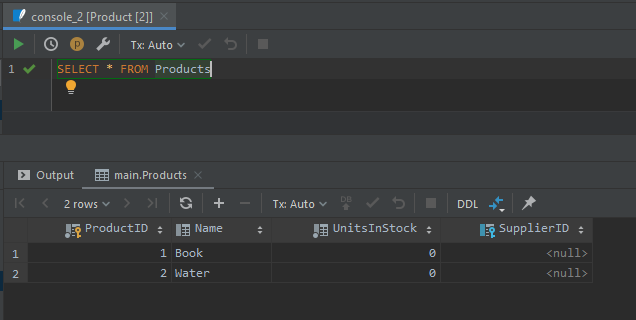 console_2 [Product [2]]
P Tx: Auto
1 SELECT * FROM Products
Output main.Products
2 rows Tx: Auto DB DDL
ProductID Name UnitsInStock SupplierID
1 1 Book 0 <null>
2 2 Water 0 <null>